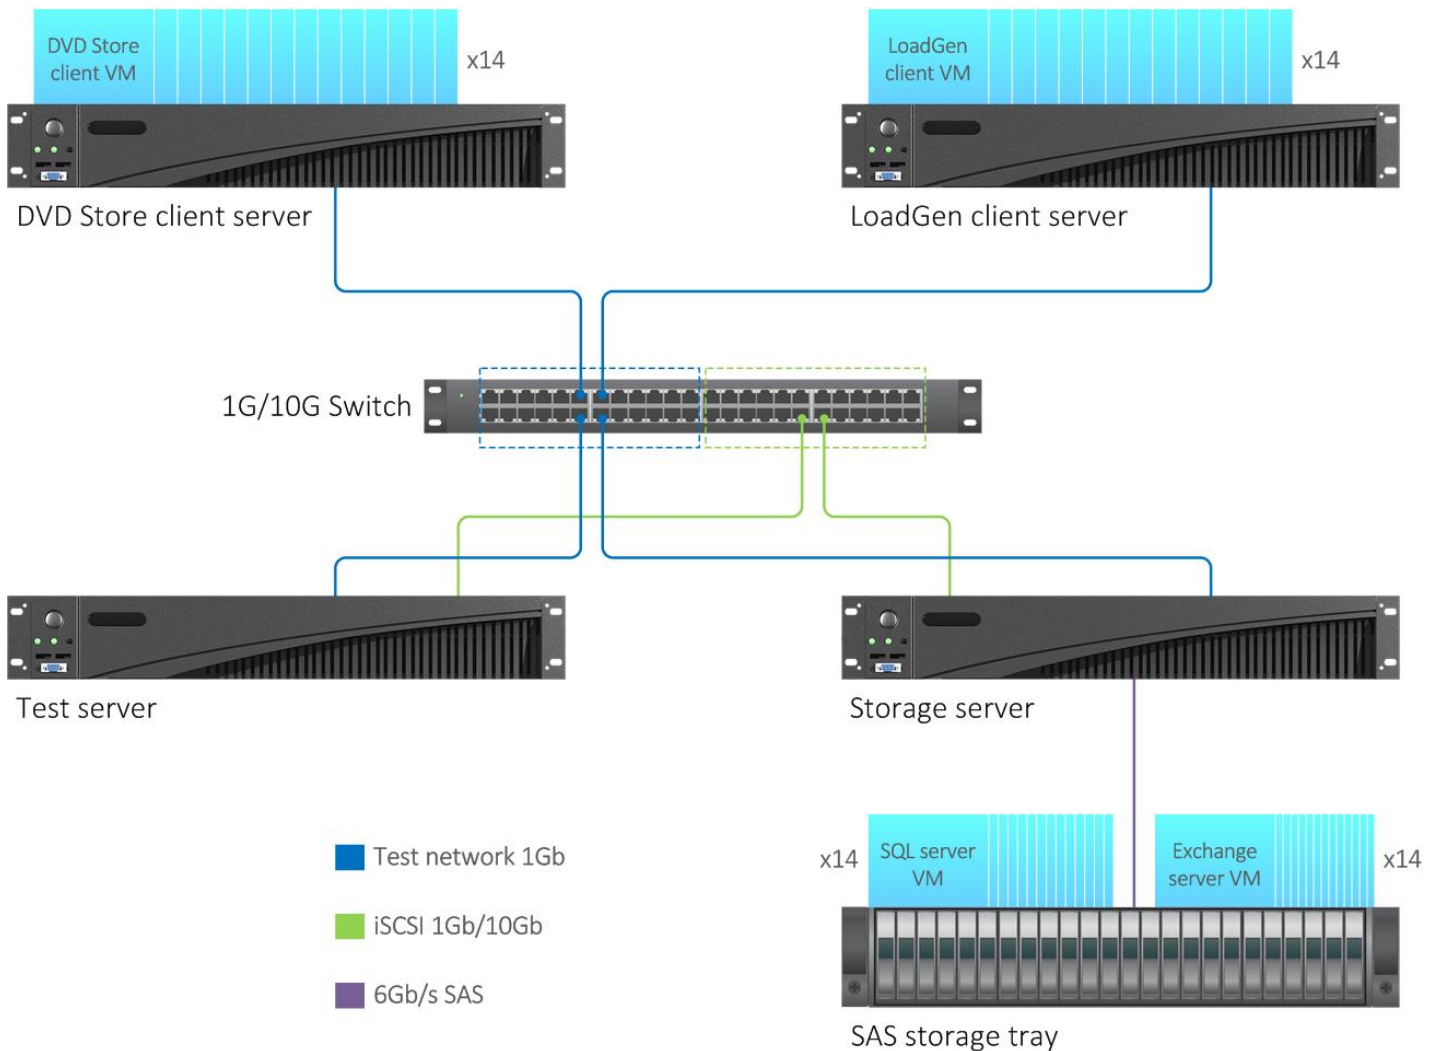 DVD Store
client VM
x14
LoadGen
client VM
x14
DVD Store client server
LoadGen client server
1G/10G Switch
Test server
Storage server
Test network 1Gb
iSCSI 1Gb/10Gb
6Gb/s SAS
x14
SQL server
VM
Exchange
server VM
x14
SAS storage tray